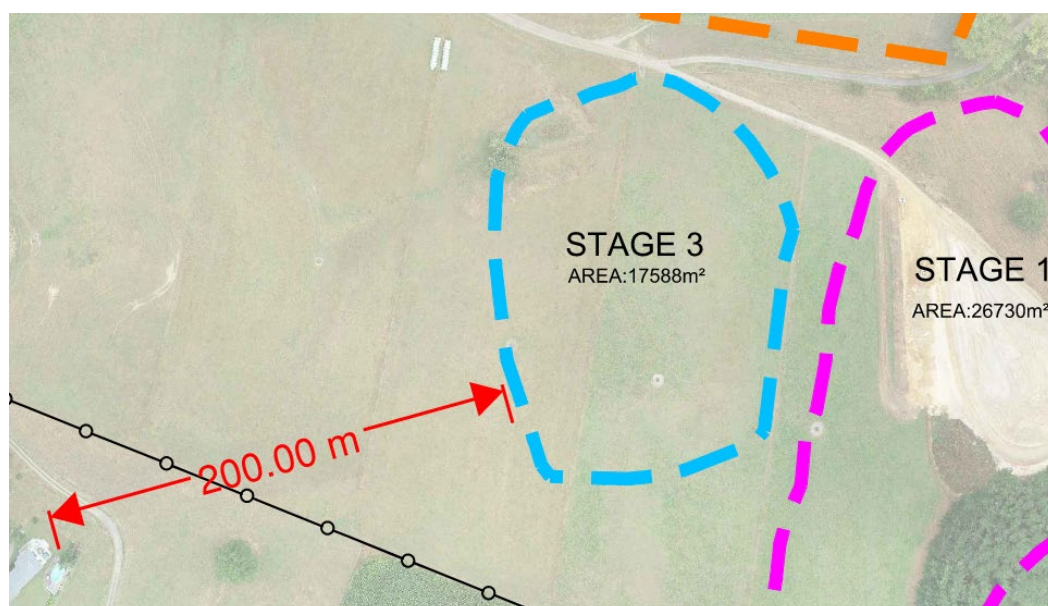 STAGE 3
AREA:17588m²
STAGE 1
AREA:26730m²
200.00 m